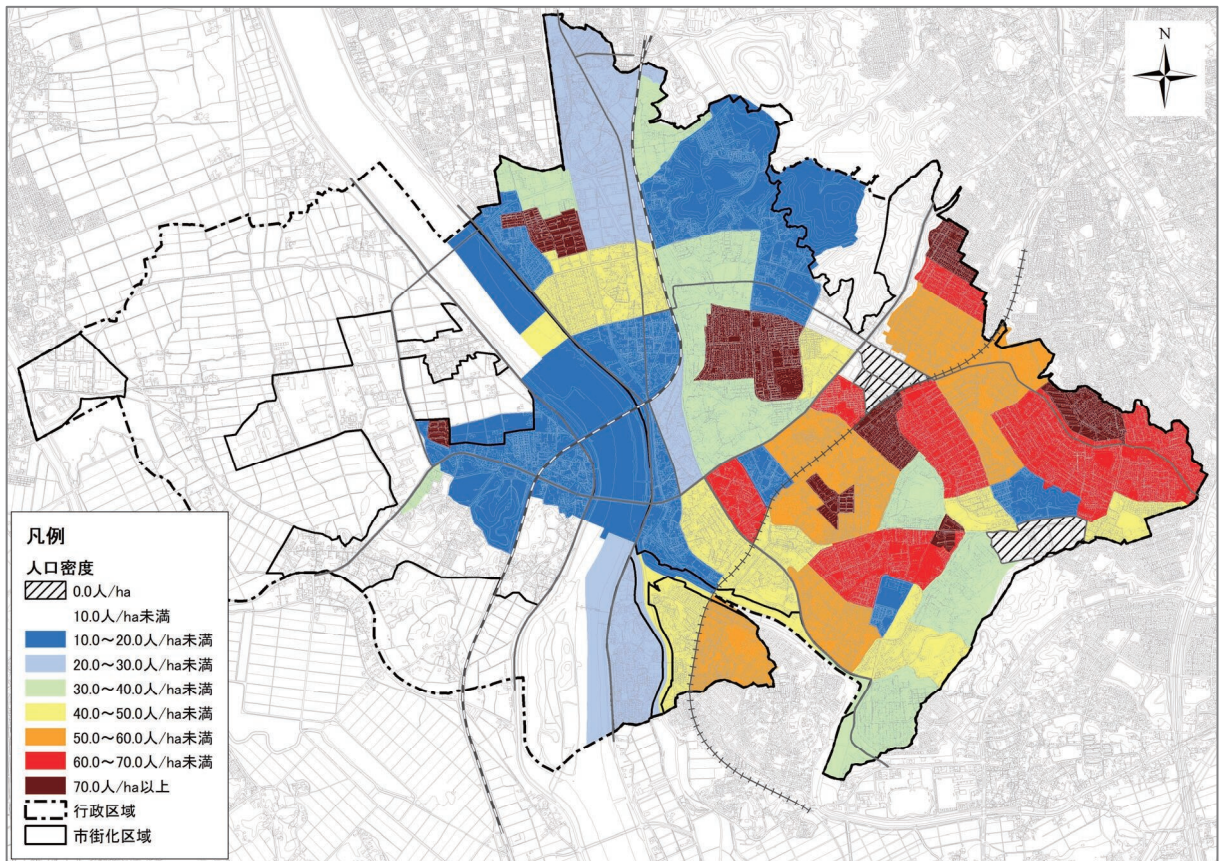 N
凡例
人口密度
0.0人/ha
10.0人/ha未満
10.0～20.0人/ha未満
20.0～30.0人/ha未満
30.0～40.0人/ha未満
40.0～50.0人/ha未満
50.0～60.0人/ha未満
60.0～70.0人/ha未満
70.0人/ha以上
行政区域
市街化区域